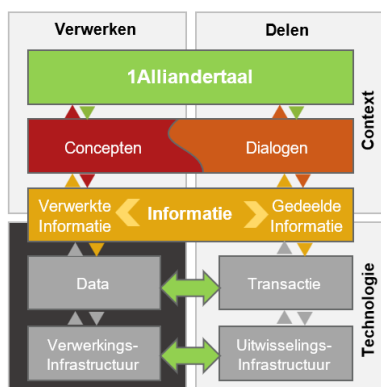 Verwerken
Delen
1Alliandertaal
Concepten
Dialogen
Context
Verwerkte
Informatie
Informatie
Gedeelde
Informatie
Data
Transactie
Verwerkings-
Infrastructuur
Uitwisselings-
Infrastructuur
Technologie